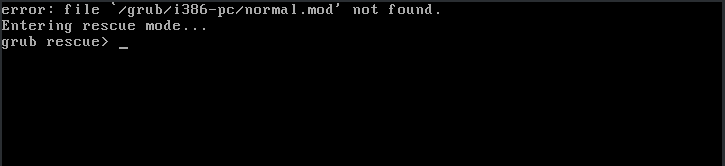 error: file `/grub/i386-pc/normal.mod' not found.
Entering rescue mode...
grub rescue> _